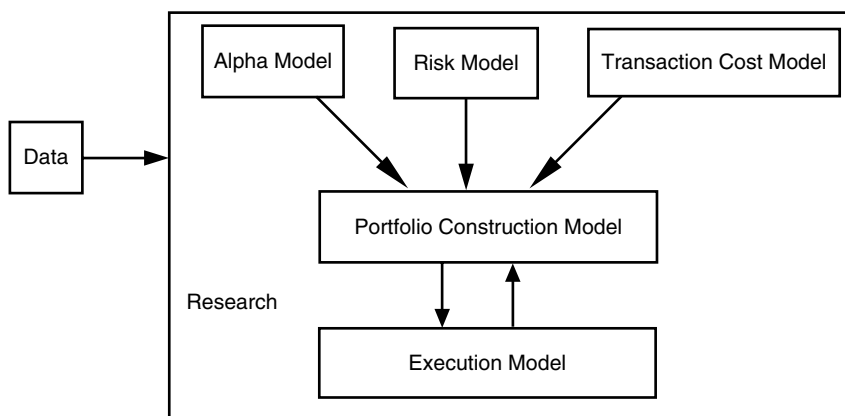 Alpha Model
Risk Model
Transaction Cost Model
Data
Portfolio Construction Model
Research
Execution Model